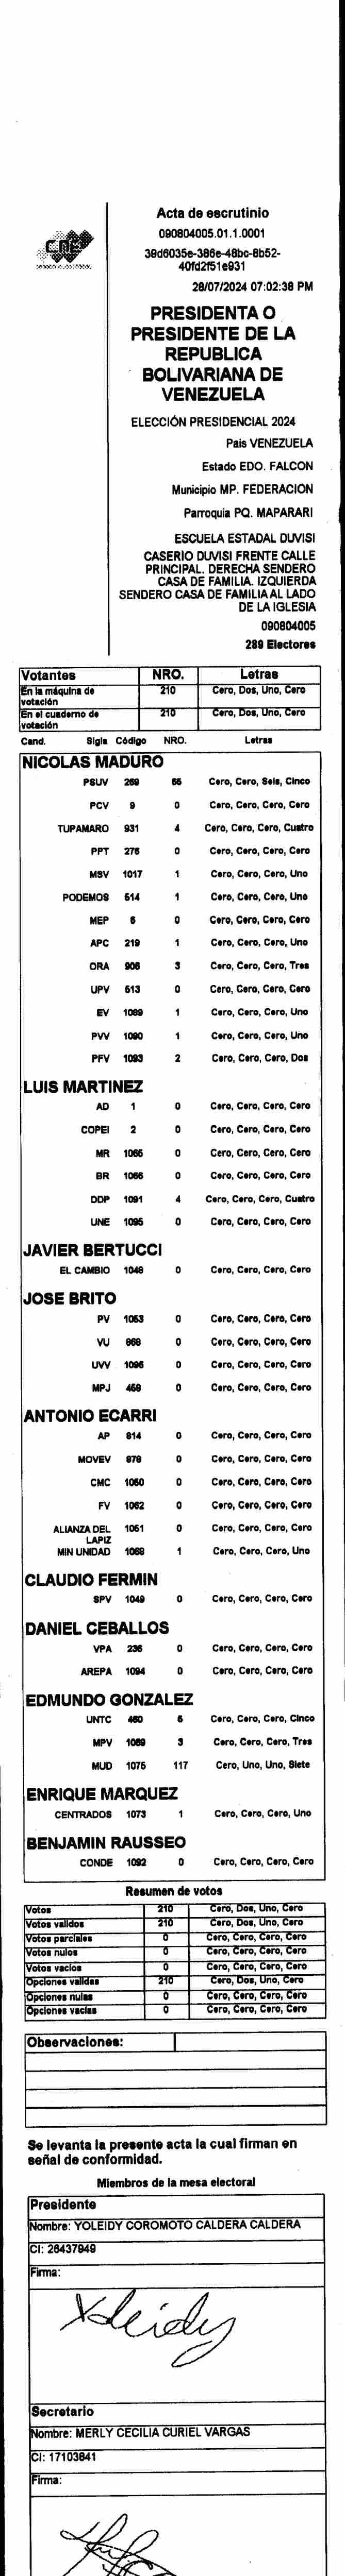 CNE
Acta de escrutinio
090804005.01.1.0001
39d6035e-386e-48bc-8b52-
40fd2f51e931
28/07/2024 07:02:38 PM
PRESIDENTA O
PRESIDENTE DE LA
REPUBLICA
BOLIVARIANA DE
VENEZUELA
ELECCIÓN PRESIDENCIAL 2024
Pais VENEZUELA
Estado EDO. FALCON
Municipio MP. FEDERACION
Parroquia PQ. MAPARARI
ESCUELA ESTADAL DUVISI
CASERIO DUVISI FRENTE CALLE
PRINCIPAL. DERECHA SENDERO
CASA DE FAMILIA. IZQUIERDA
SENDERO CASA DE FAMILIA AL LADO
DE LA IGLESIA
090804005
289 Electores
Votantes NRO. Letras
En la máquina de votación 210 Cero, Dos, Uno, Cero
En el cuaderno de votación 210 Cero, Dos, Uno, Cero
Cand. Sigla Código NRO. Letras
NICOLAS MADURO
PSUV 269 65 Cero, Cero, Seis, Cinco
PCV 9 0 Cero, Cero, Cero, Cero
TUPAMARO 931 4 Cero, Cero, Cero, Cuatro
PPT 276 0 Cero, Cero, Cero, Cero
MSV 1017 1 Cero, Cero, Cero, Uno
PODEMOS 514 1 Cero, Cero, Cero, Uno
MEP 6 0 Cero, Cero, Cero, Cero
APC 219 1 Cero, Cero, Cero, Uno
ORA 906 3 Cero, Cero, Cero, Tres
UPV 513 0 Cero, Cero, Cero, Cero
EV 1089 1 Cero, Cero, Cero, Uno
PVV 1090 1 Cero, Cero, Cero, Uno
PFV 1093 2 Cero, Cero, Cero, Dos
LUIS MARTINEZ
AD 1 0 Cero, Cero, Cero, Cero
COPEI 2 0 Cero, Cero, Cero, Cero
MR 1065 0 Cero, Cero, Cero, Cero
BR 1066 0 Cero, Cero, Cero, Cero
DDP 1091 4 Cero, Cero, Cero, Cuatro
UNE 1095 0 Cero, Cero, Cero, Cero
JAVIER BERTUCCI
EL CAMBIO 1048 0 Cero, Cero, Cero, Cero
JOSE BRITO
PV 1053 0 Cero, Cero, Cero, Cero
VU 868 0 Cero, Cero, Cero, Cero
UVV 1096 0 Cero, Cero, Cero, Cero
MPJ 459 0 Cero, Cero, Cero, Cero
ANTONIO ECARRI
AP 814 0 Cero, Cero, Cero, Cero
MOVEV 978 0 Cero, Cero, Cero, Cero
CMC 1060 0 Cero, Cero, Cero, Cero
FV 1062 0 Cero, Cero, Cero, Cero
ALIANZA DEL LAPIZ 1061 0 Cero, Cero, Cero, Cero
MIN UNIDAD 1068 1 Cero, Cero, Cero, Uno
CLAUDIO FERMIN
SPV 1049 0 Cero, Cero, Cero, Cero
DANIEL CEBALLOS
VPA 236 0 Cero, Cero, Cero, Cero
AREPA 1094 0 Cero, Cero, Cero, Cero
EDMUNDO GONZALEZ
UNTC 460 5 Cero, Cero, Cero, Cinco
MPV 1069 3 Cero, Cero, Cero, Tres
MUD 1075 117 Cero, Uno, Uno, Siete
ENRIQUE MARQUEZ
CENTRADOS 1073 1 Cero, Cero, Cero, Uno
BENJAMIN RAUSSEO
CONDE 1092 0 Cero, Cero, Cero, Cero
Resumen de votos
Votos 210 Cero, Dos, Uno, Cero
Votos validos 210 Cero, Dos, Uno, Cero
Votos parciales 0 Cero, Cero, Cero, Cero
Votos nulos 0 Cero, Cero, Cero, Cero
Votos vacios 0 Cero, Cero, Cero, Cero
Opciones validas 210 Cero, Dos, Uno, Cero
Opciones nulas 0 Cero, Cero, Cero, Cero
Opciones vacias 0 Cero, Cero, Cero, Cero
Observaciones:
Se levanta la presente acta la cual firman en
señal de conformidad.
Miembros de la mesa electoral
Presidente
Nombre: YOLEIDY COROMOTO CALDERA CALDERA
CI: 26437949
Firma:
Secretario
Nombre: MERLY CECILIA CURIEL VARGAS
CI: 17103641
Firma: